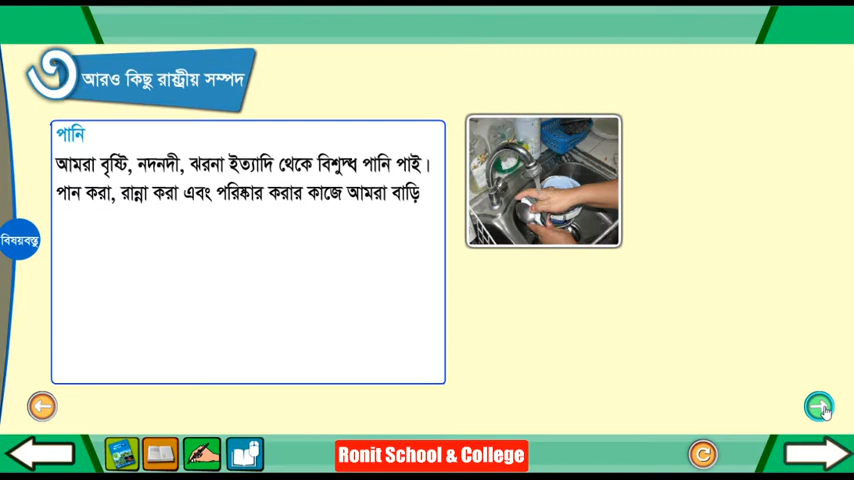 ৩
আরও কিছু রাষ্ট্রীয় সম্পদ
পানি
আমরা বৃষ্টি, নদনদী, ঝরনা ইত্যাদি থেকে বিশুদ্ধ পানি পাই।
পান করা, রান্না করা এবং পরিষ্কার করার কাজে আমরা বাড়ি
বিষয়বস্তু
Ronit School & College